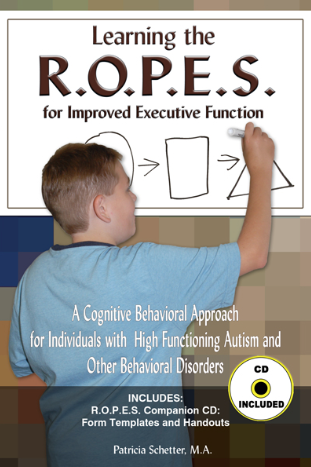 Learning the
R.O.P.E.S.
for Improved Executive Function
A Cognitive Behavioral Approach
for Individuals with High Functioning Autism and
Other Behavioral Disorders
CD
INCLUDED
INCLUDES:
R.O.P.E.S. Companion CD:
Form Templates and Handouts
Patricia Schetter, M.A.